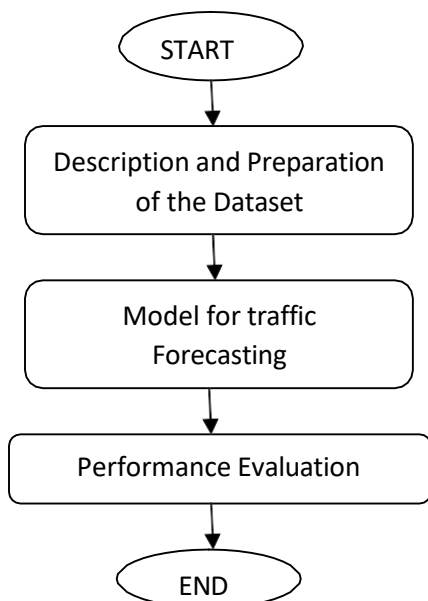 START
Description and Preparation
of the Dataset
Model for traffic
Forecasting
Performance Evaluation
END